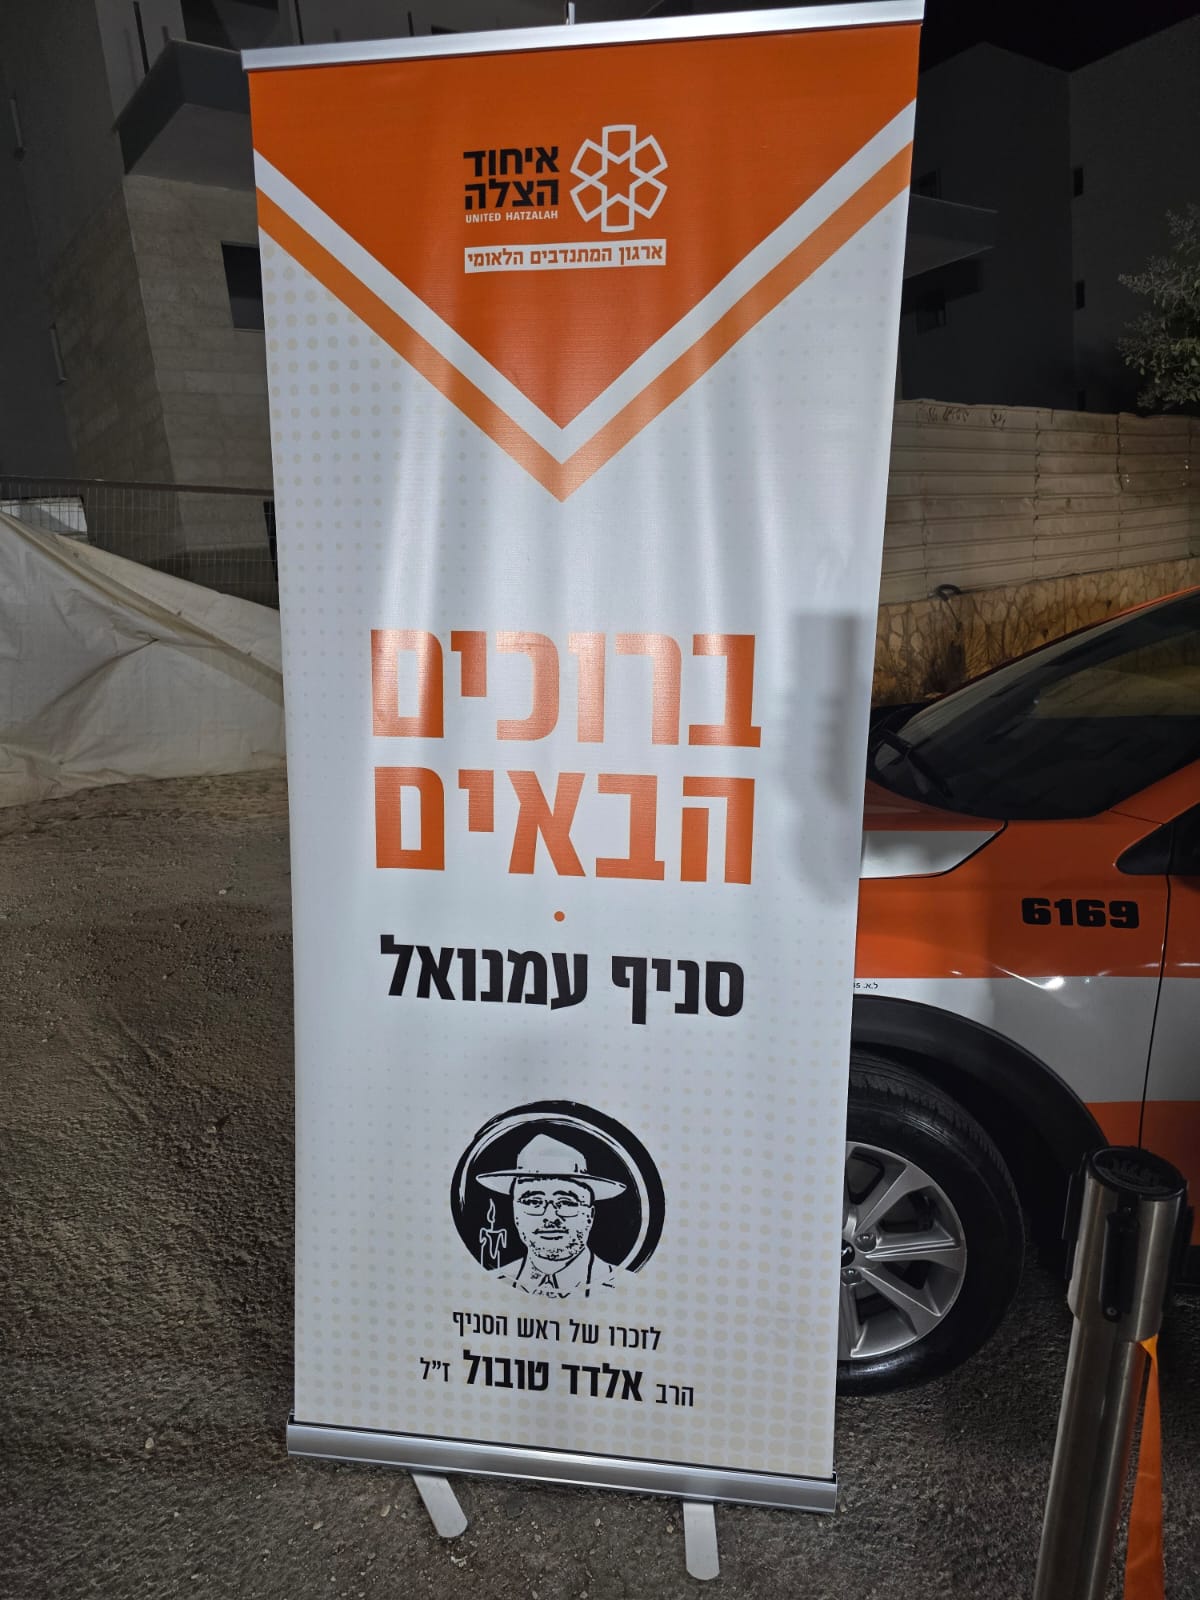 איחוד
הצלה
UNITED HATZALAH
ארגון המתנדבים הלאומי
ברוכים
הבאים
סניף עמנואל
לזכרו של ראש הסניף
הרב אלדד טובול ז"ל
6169